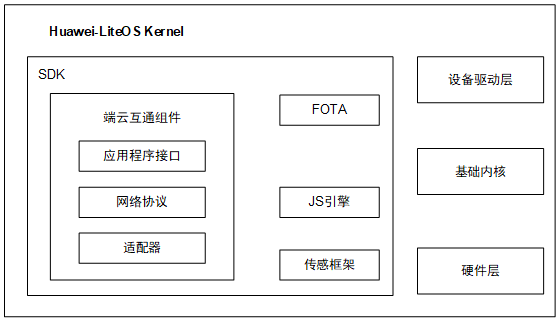 Huawei-LiteOS Kernel
SDK
端云互通组件
应用程序接口
网络协议
适配器
FOTA
JS引擎
传感框架
设备驱动层
基础内核
硬件层